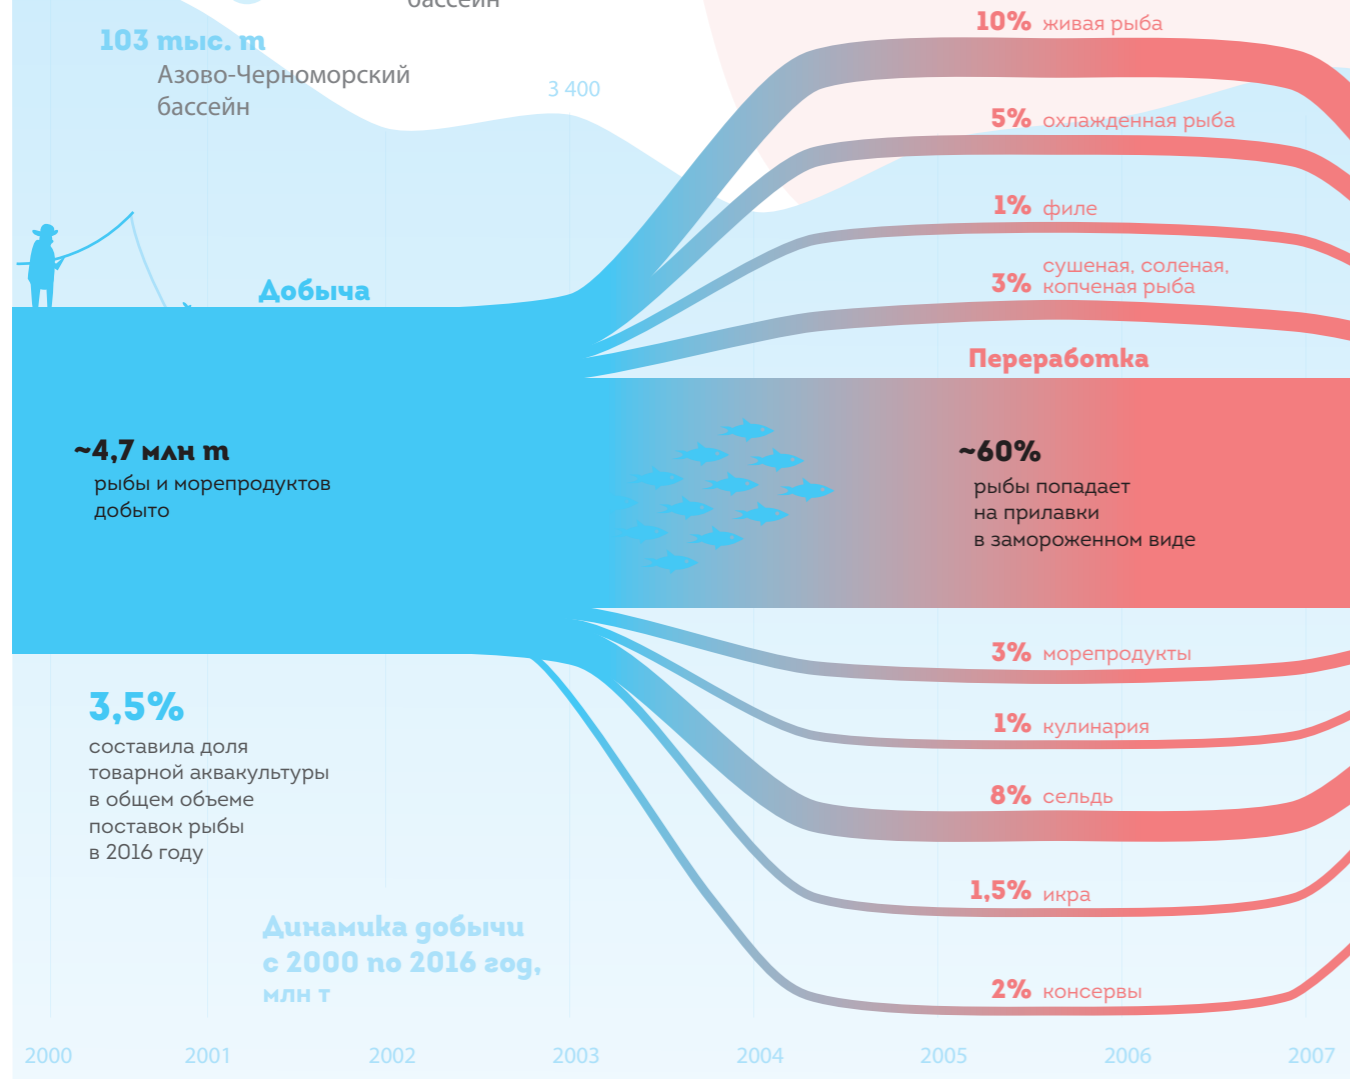 бассейн
103 тыс. т
Азово-Черноморский
бассейн
3 400
10% живая рыба
5% охлажденная рыба
1% филе
3% сушеная, соленая,
копченая рыба
Добыча
Переработка
~4,7 млн т
рыбы и морепродуктов
добыто
~60%
рыбы попадает
на прилавки
в замороженном виде
3% морепродукты
1% кулинария
8% сельдь
1,5% икра
2% консервы
3,5%
составила доля
товарной аквакультуры
в общем объеме
поставок рыбы
в 2016 году
Динамика добычи
с 2000 по 2016 год,
млн т
2000 2001 2002 2003 2004 2005 2006 2007